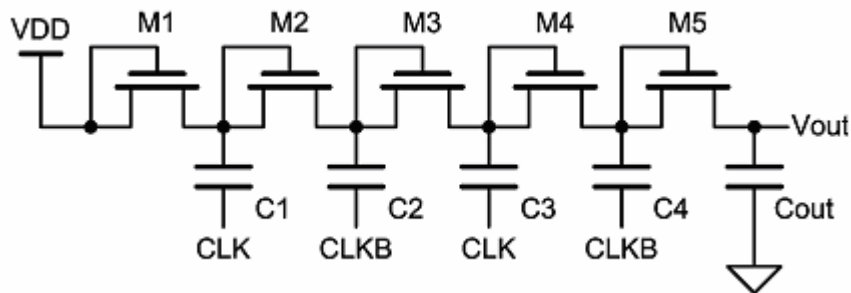 VDD M1 M2 M3 M4 M5
Vout
C1 C2 C3 C4 Cout
CLK CLKB CLK CLKB